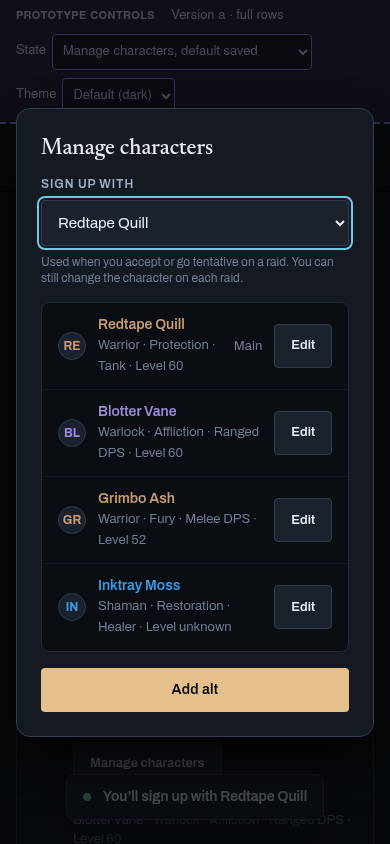 PROTOTYPE CONTROLS Version a · full rows
State Manage characters, default saved
Theme Default (dark)
Manage characters
SIGN UP WITH
Redtape Quill
Used when you accept or go tentative on a raid. You can
still change the character on each raid.
RE
Redtape Quill
Warrior · Protection ·
Tank · Level 60
Main
Edit
BL
Blotter Vane
Warlock · Affliction · Ranged
DPS · Level 60
Edit
GR
Grimbo Ash
Warrior · Fury · Melee DPS ·
Level 52
Edit
IN
Inktray Moss
Shaman · Restoration ·
Healer · Level unknown
Edit
Add alt
Manage characters
You'll sign up with Redtape Quill
Blotter Vane Warlock · Affliction · Ranged DPS ·
Level 60